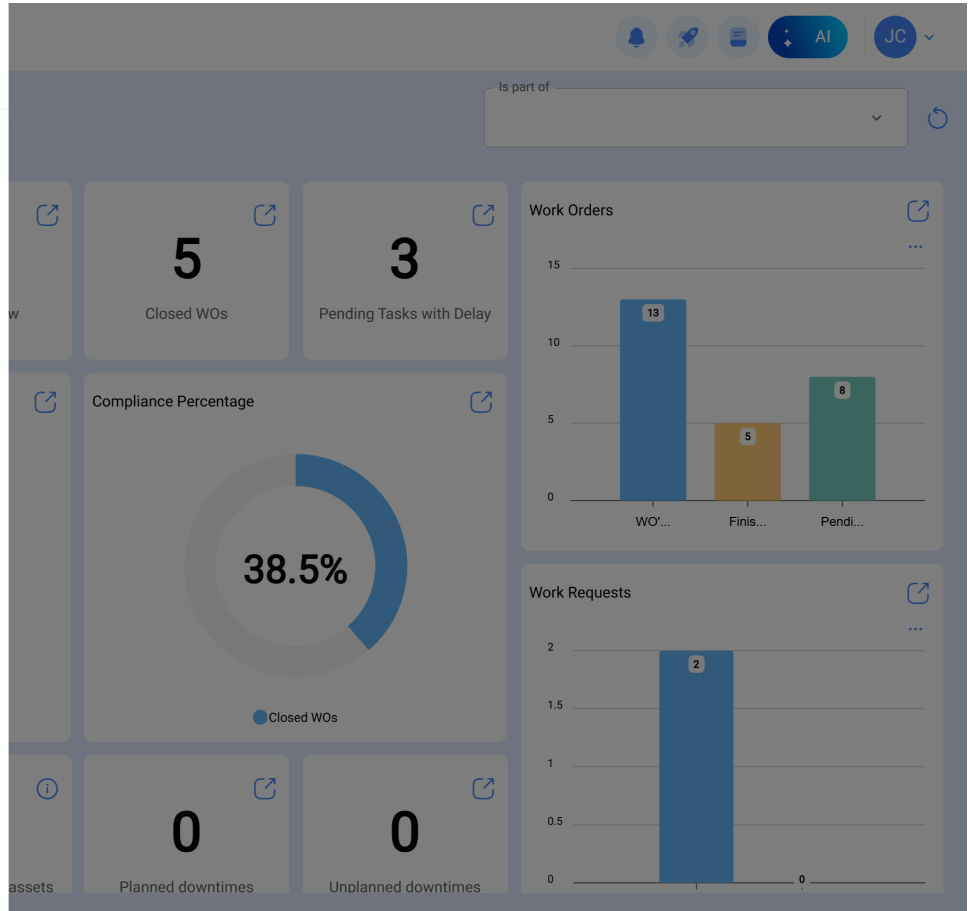 AI
JC
Is part of
w
5
Closed WOs
3
Pending Tasks with Delay
Work Orders
...
15
10
5
0
13
5
8
WO'...
Finis...
Pendi...
Compliance Percentage
38.5%
Closed WOs
Work Requests
...
2
1.5
1
0.5
0
2
0
assets
0
Planned downtimes
0
Unplanned downtimes